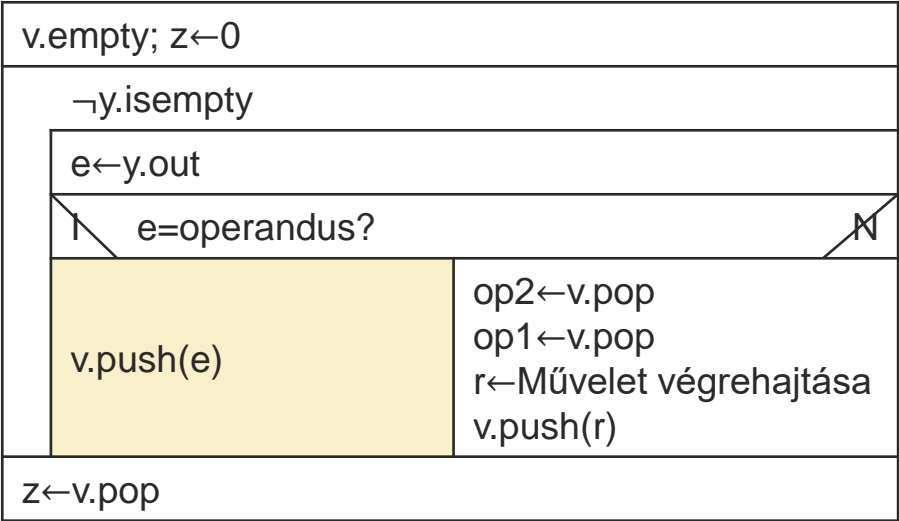 v.empty; z←0
¬y.isempty
e←y.out
I e=operandus? N
v.push(e)
op2←v.pop
op1←v.pop
r←Művelet végrehajtása
v.push(r)
z←v.pop